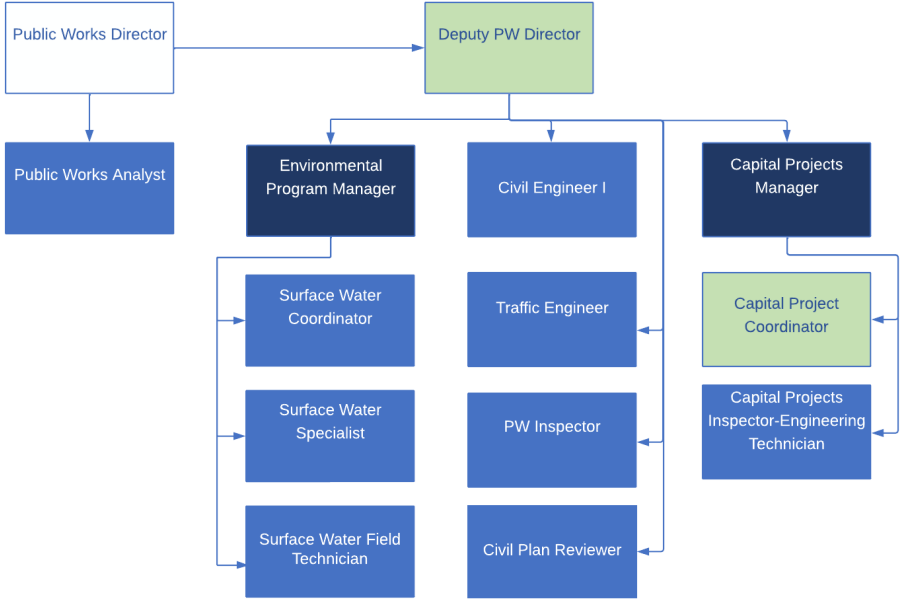 Public Works Director
Deputy PW Director
Public Works Analyst
Environmental
Program Manager
Civil Engineer I
Capital Projects
Manager
Surface Water
Coordinator
Traffic Engineer
Capital Project
Coordinator
Surface Water
Specialist
PW Inspector
Capital Projects
Inspector-Engineering
Technician
Surface Water Field
Technician
Civil Plan Reviewer